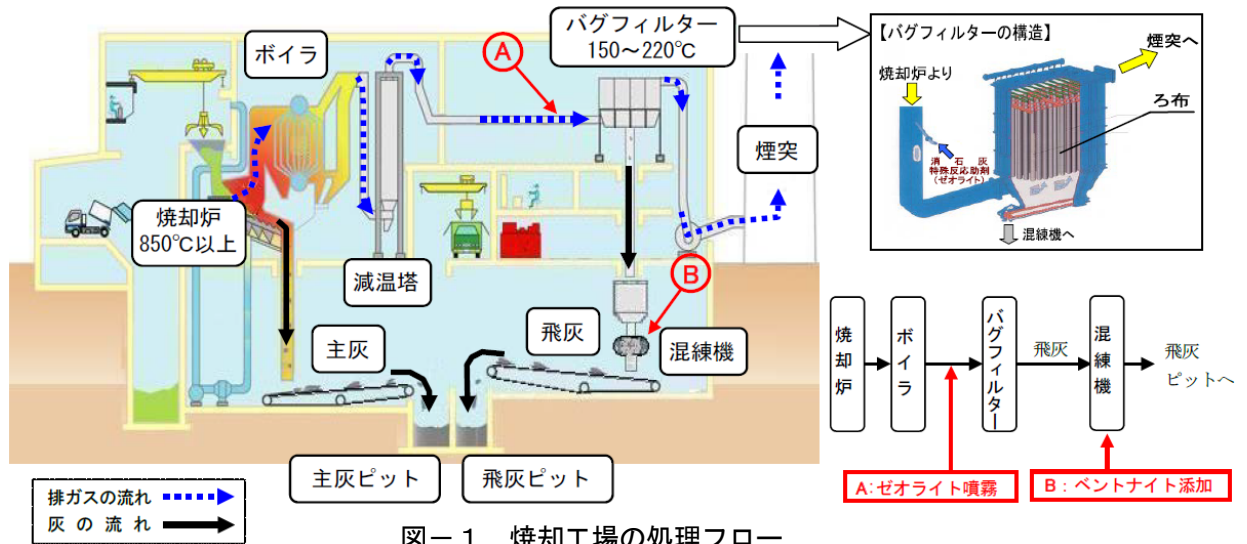 ボイラ
A
バグフィルター
150～220℃
焼却炉
850℃以上
減温塔
煙突
B
主灰
飛灰
混練機
主灰ピット
飛灰ピット
排ガスの流れ
灰の流れ
【バグフィルターの構造】
煙突へ
焼却炉より
ろ布
消石灰
特殊反応助剤
(ゼオライト)
混練機へ
焼却炉
ボイラ
バグフィルター
飛灰
混練機
飛灰
ピットへ
A:ゼオライト噴霧
B：ベントナイト添加
図－1 焼却工場の処理フロー